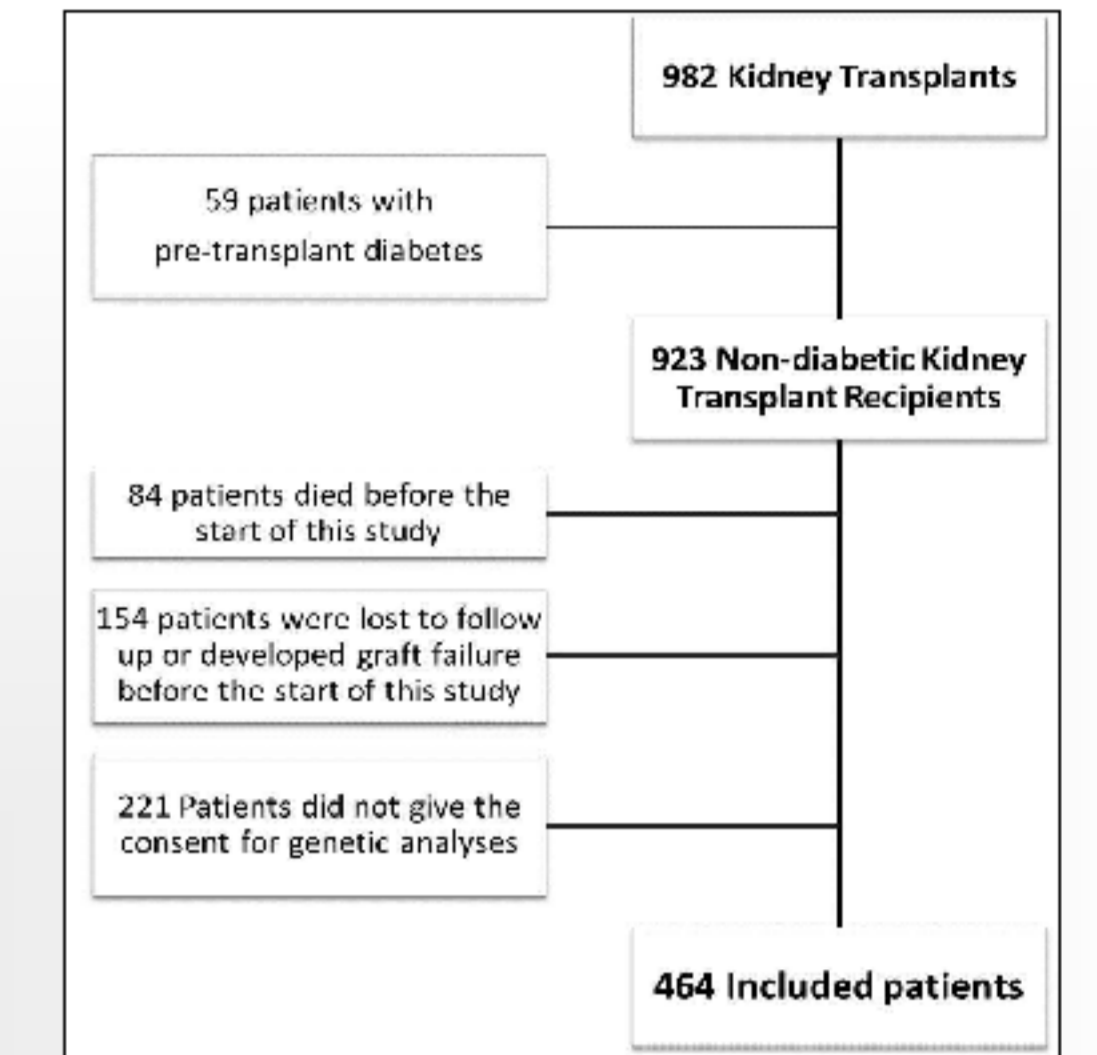 982 Kidney Transplants
59 patients with
pre-transplant diabetes
923 Non-diabetic Kidney
Transplant Recipients
84 patients died before the
start of this study
154 patients were lost to follow
up or developed graft failure
before the start of this study
221 Patients did not give the
consent for genetic analyses
464 Included patients